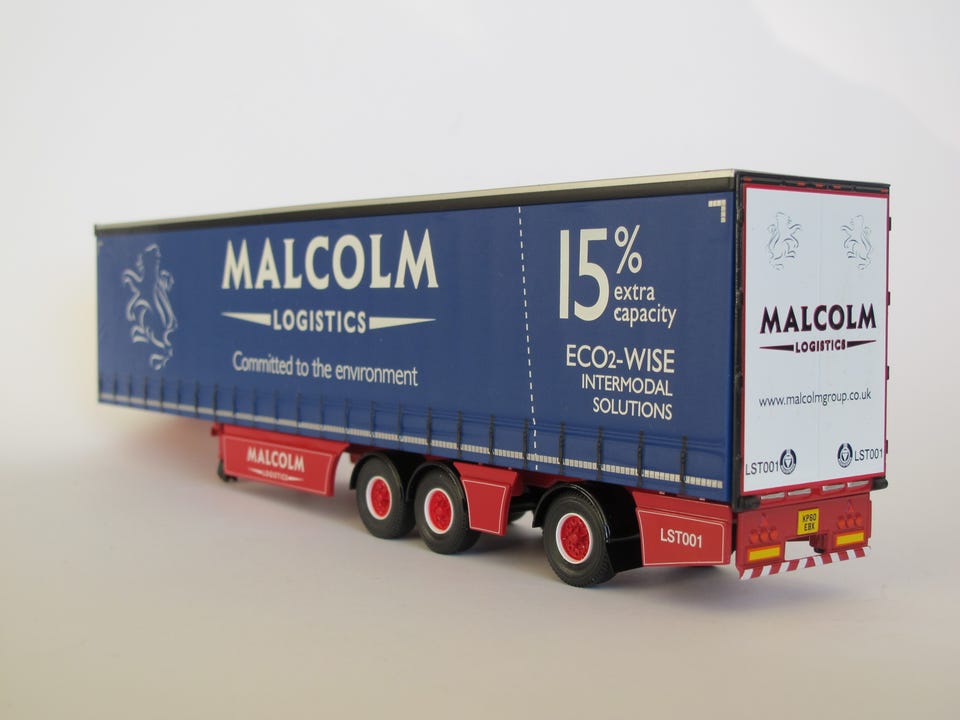 MALCOLM
LOGISTICS
Committed to the environment
15%
extra
capacity
ECO2-WISE
INTERMODAL
SOLUTIONS
MALCOLM
LOGISTICS
LST001
MALCOLM
LOGISTICS
www.malcolmgroup.co.uk
LST001 LST001
KP60
EBX